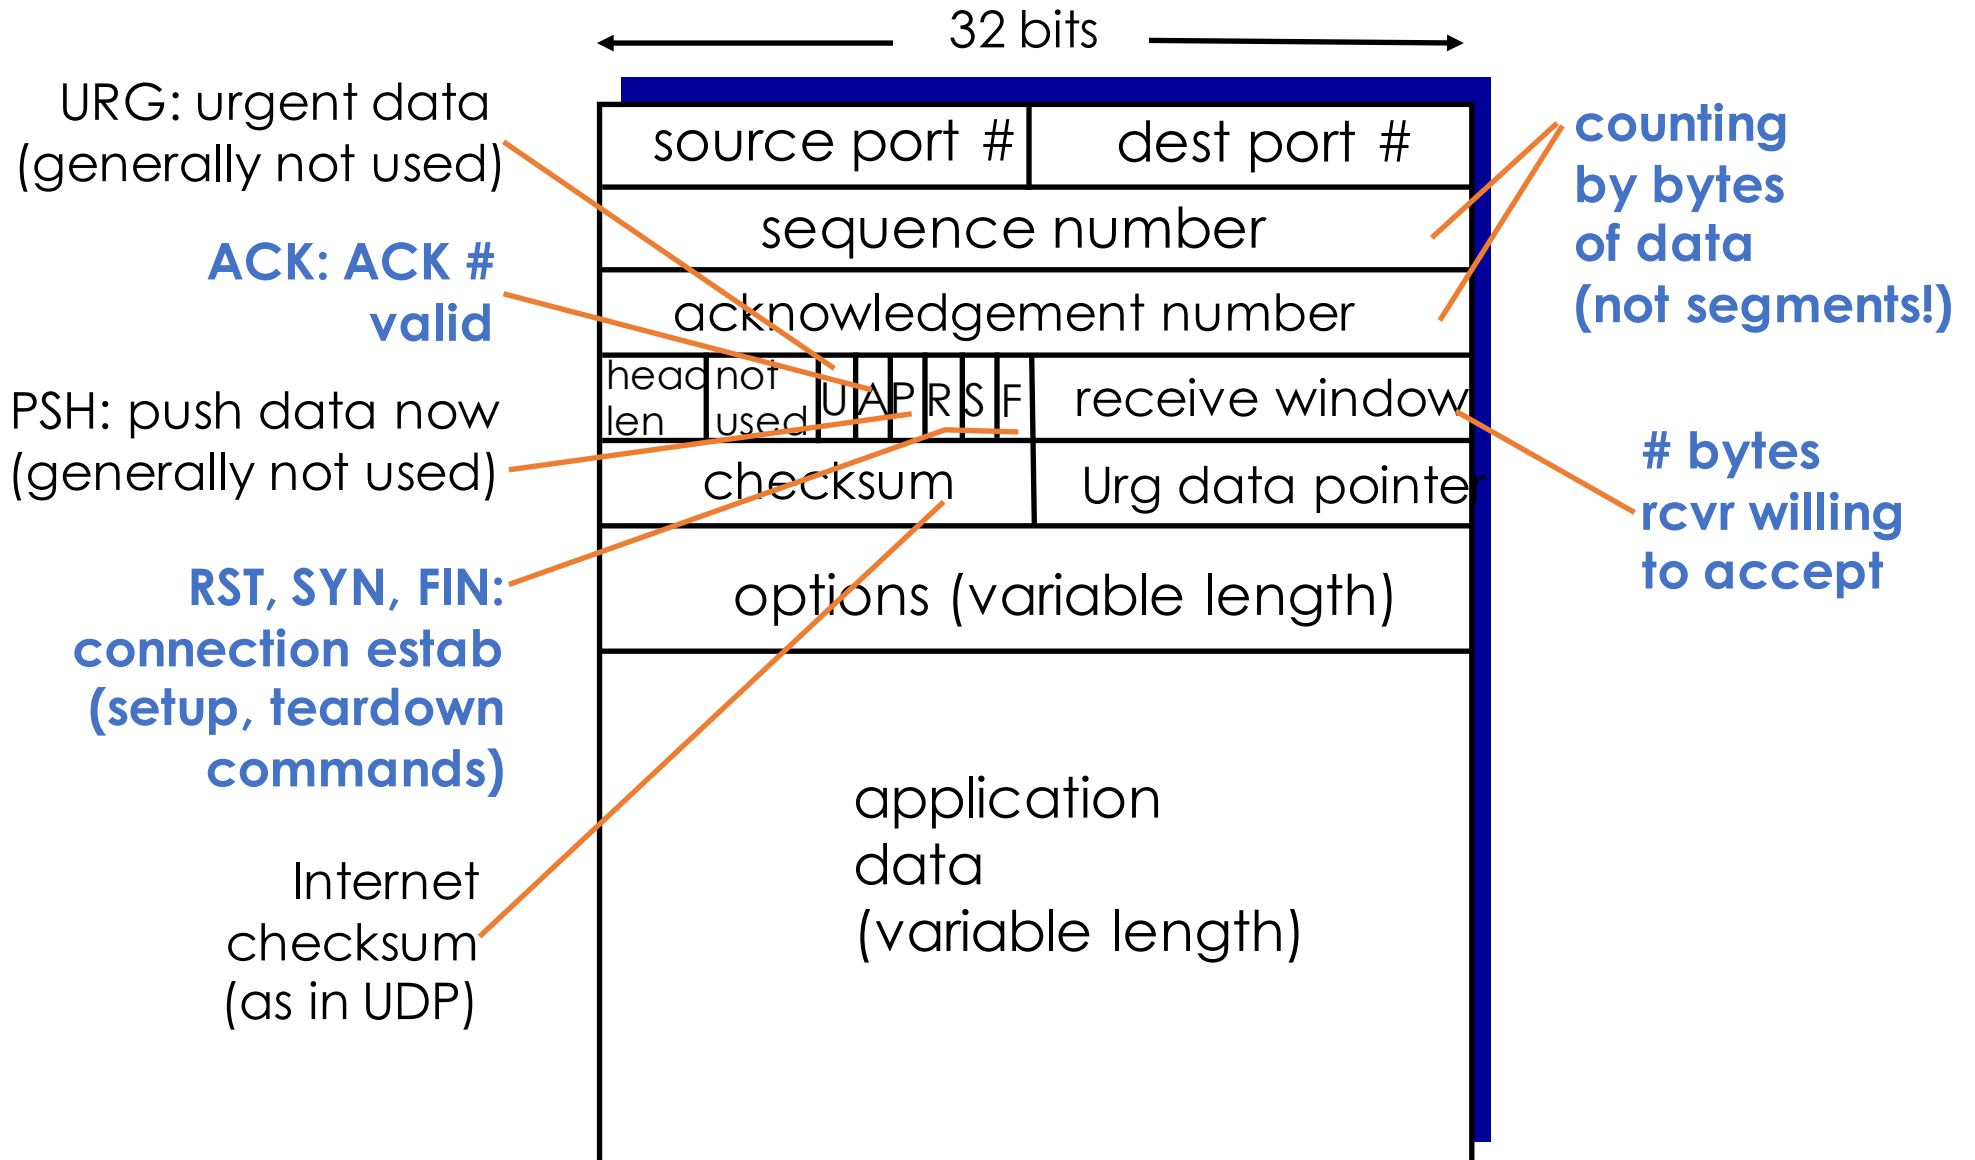 32 bits
URG: urgent data
(generally not used)
ACK: ACK #
valid
PSH: push data now
(generally not used)
RST, SYN, FIN:
connection estab
(setup, teardown
commands)
Internet
checksum
(as in UDP)
source port #
dest port #
sequence number
acknowledgement number
head
len
not
used
U
A
P
R
S
F
receive window
checksum
Urg data pointer
options (variable length)
application
data
(variable length)
counting
by bytes
of data
(not segments!)
# bytes
rcvr willing
to accept